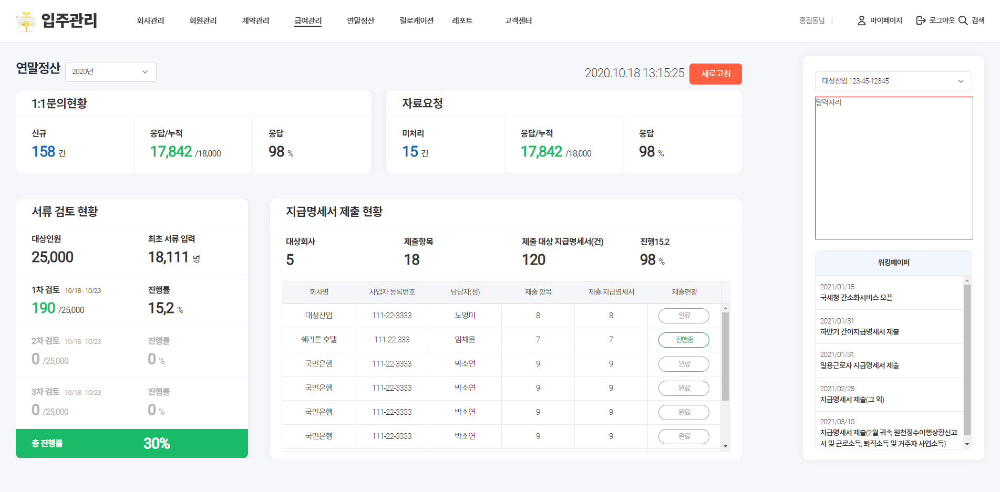 입주관리
회사관리 회원관리 계약관리 급여관리 연말정산 릴로케이션 레포트 고객센터
홍길동님 | 마이페이지 로그아웃 검색
연말정산 2020년
2020.10.18 13:15:25 새로고침
1:1문의현황
신규 응답/누적 응답
158 건 17,842 /18,000 98 %
자료요청
미처리 응답/누적 응답
15 건 17,842 /18,000 98 %
서류 검토 현황
대상인원 최초 서류 입력
25,000 18,111 명
1차 검토 10/18 - 10/23 진행률
190 /25,000 15,2 %
2차 검토 10/18 - 10/23 진행률
0 /25,000 0 %
3차 검토 10/18 - 10/23 진행률
0 /25,000 0 %
총 진행률 30%
지급명세서 제출 현황
대상회사 제출항목 제출 대상 지급명세서(건) 진행15.2
5 18 120 98 %
회사명 사업자 등록번호 담당자(정) 제출 항목 제출 지급명세서 제출현황
대성산업 111-22-3333 노영미 8 8 완료
쉐라톤 호텔 111-22-333 임채윤 7 7 진행중
국민은행 111-22-3333 박소연 9 9 완료
국민은행 111-22-3333 박소연 9 9 완료
국민은행 111-22-3333 박소연 9 9 완료
국민은행 111-22-3333 박소연 9 9 완료
대성산업 123-45-12345
달력자리
워킹페이퍼
2021/01/15
국세청 간소화서비스 오픈
2021/01/31
하반기 간이지급명세서 제출
2021/01/31
일용근로자 지급명세서 제출
2021/02/28
지급명세서 제출(그 외)
2021/03/10
지급명세서 제출(2월 귀속 원천징수이행상황신고
서 및 근로소득, 퇴직소득 및 거주자 사업소득)